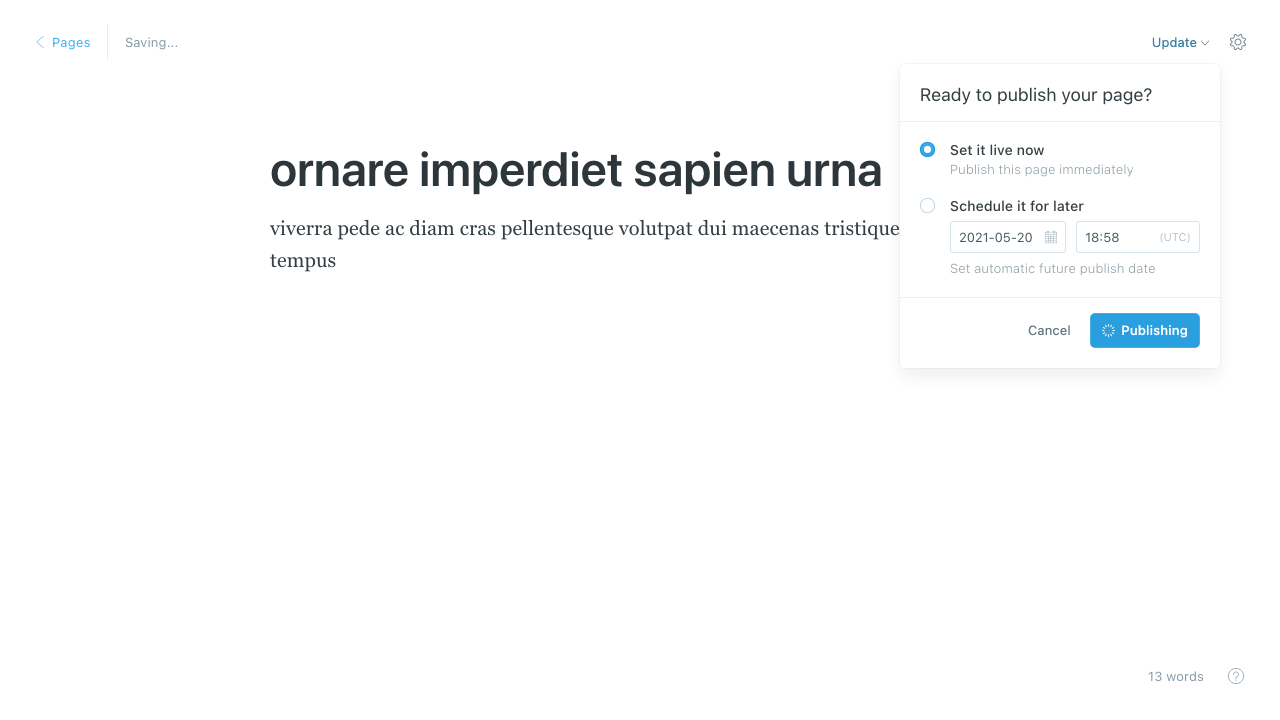 Pages
Saving...
Update
Ready to publish your page?
ornare imperdiet sapien urna
viverra pede ac diam cras pellentesque volutpat dui maecenas tristique
tempus
Set it live now
Publish this page immediately
Schedule it for later
2021-05-20
18:58
(UTC)
Set automatic future publish date
Cancel
Publishing
13 words
?